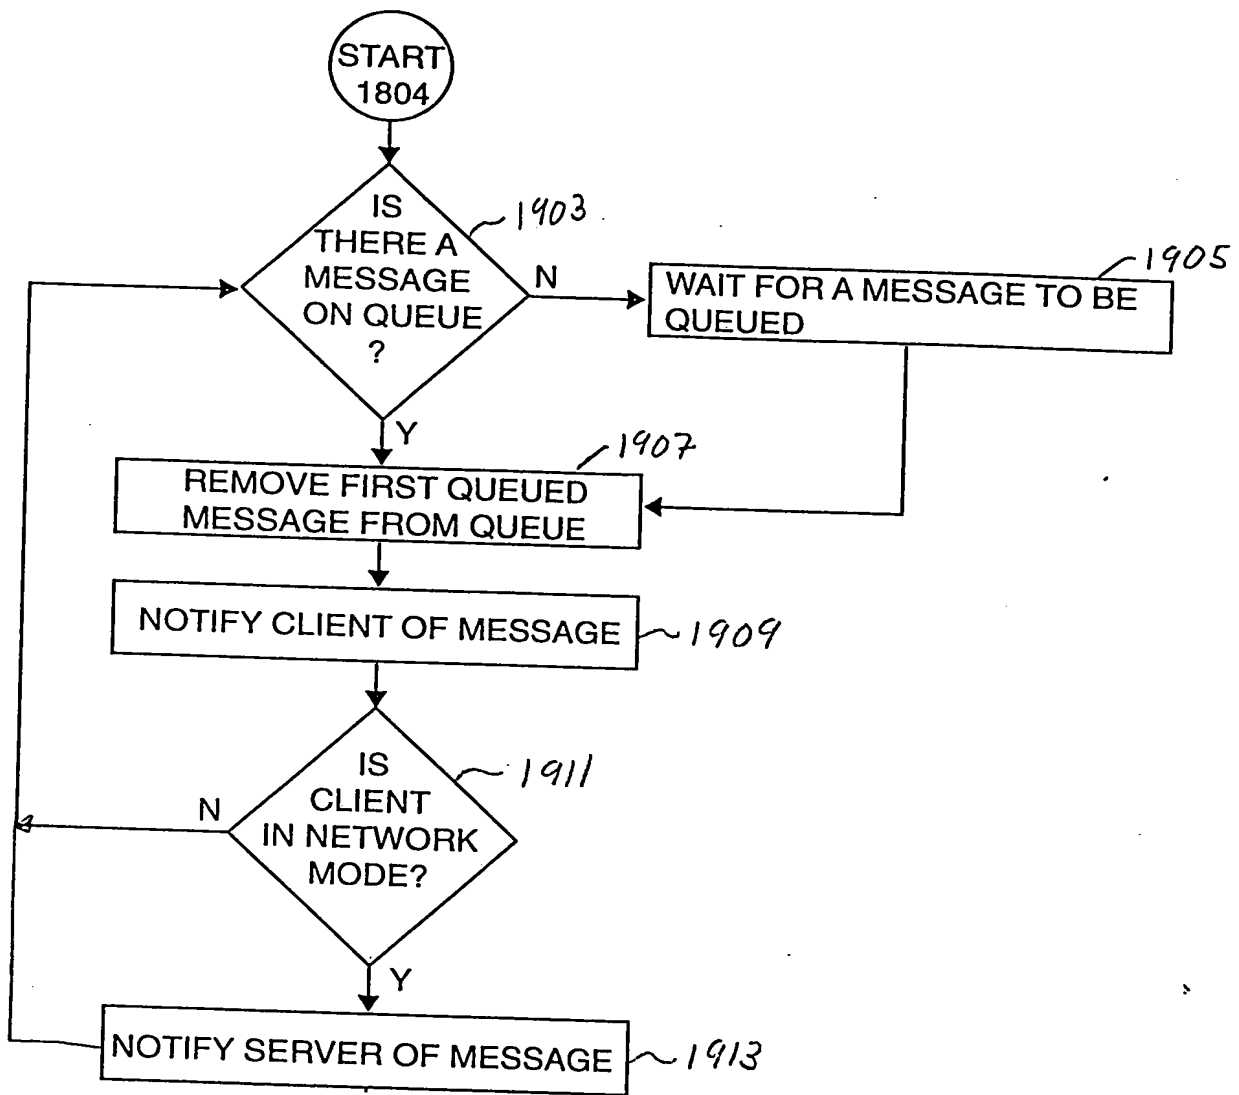 START
1804
IS
THERE A
MESSAGE
ON QUEUE
?
1903
N
WAIT FOR A MESSAGE TO BE
QUEUED
1905
Y
REMOVE FIRST QUEUED
MESSAGE FROM QUEUE
1907
NOTIFY CLIENT OF MESSAGE
1909
IS
CLIENT
IN NETWORK
MODE?
1911
N
Y
NOTIFY SERVER OF MESSAGE
1913